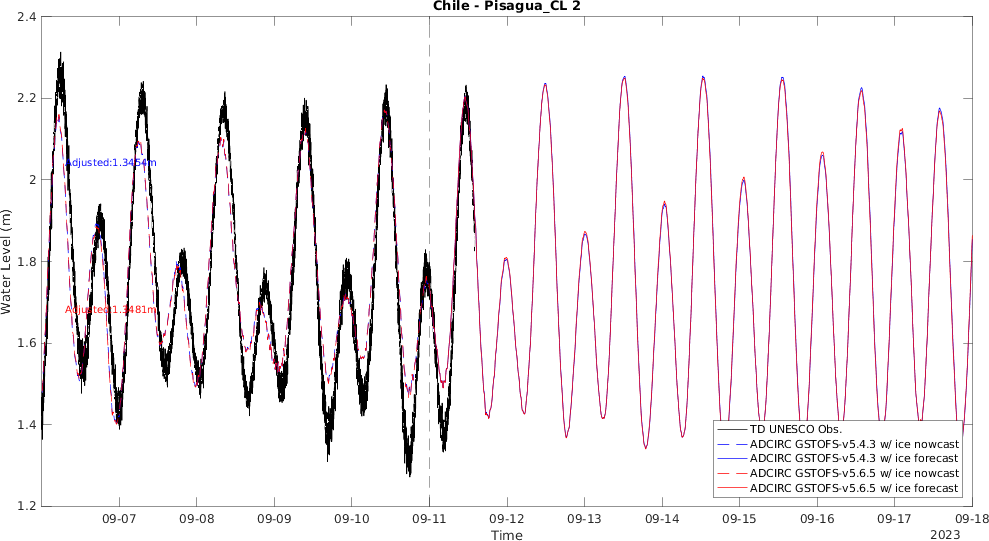 Chile - Pisagua_CL 2
2.4
2.2
2
1.8
1.6
1.4
1.2
Water Level (m)
Adjusted:1.3454m
Adjusted:1.3481m
TD UNESCO Obs.
ADCIRC GSTOFS-v5.4.3 w/ ice nowcast
ADCIRC GSTOFS-v5.4.3 w/ ice forecast
ADCIRC GSTOFS-v5.6.5 w/ ice nowcast
ADCIRC GSTOFS-v5.6.5 w/ ice forecast
09-07 09-08 09-09 09-10 09-11 09-12 09-13 09-14 09-15 09-16 09-17 09-18
Time
2023